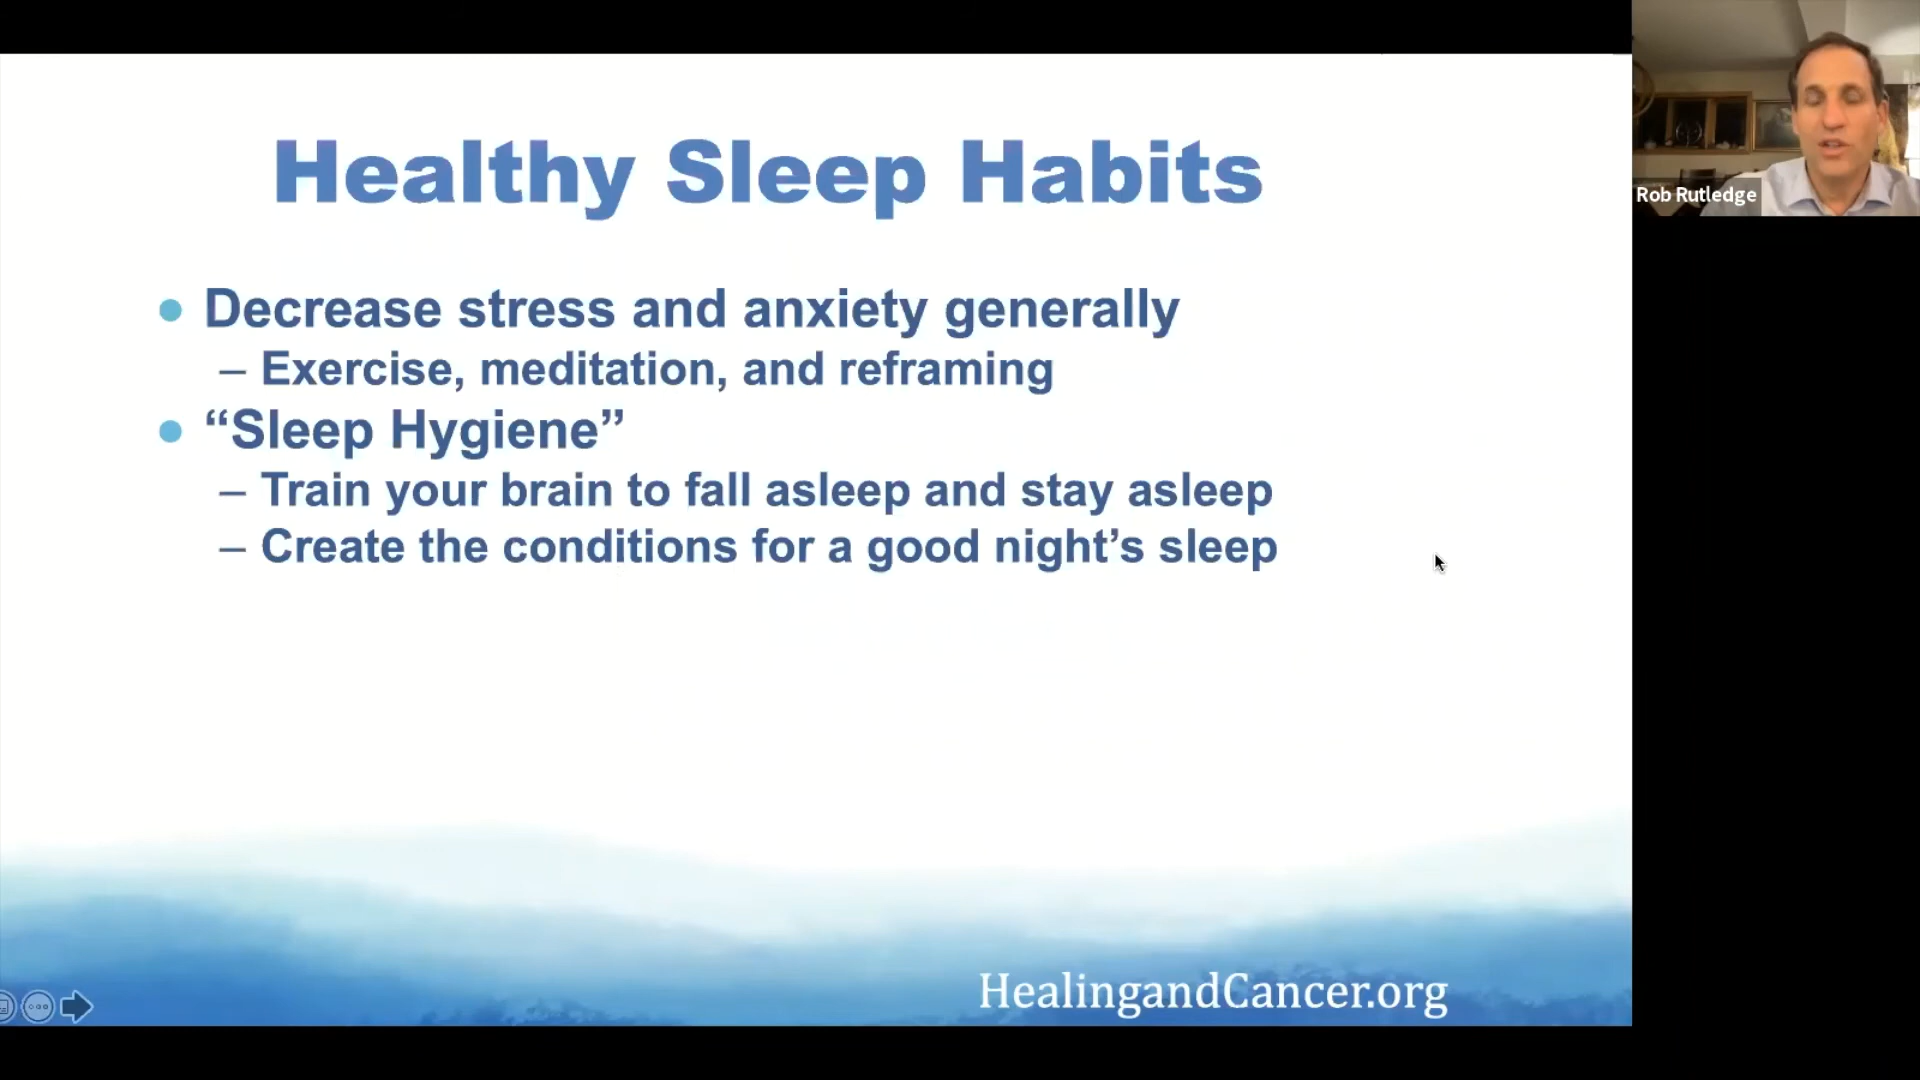 Healthy Sleep Habits
Rob Rutledge
• Decrease stress and anxiety generally
– Exercise, meditation, and reframing
• “Sleep Hygiene”
– Train your brain to fall asleep and stay asleep
– Create the conditions for a good night’s sleep
HealingandCancer.org